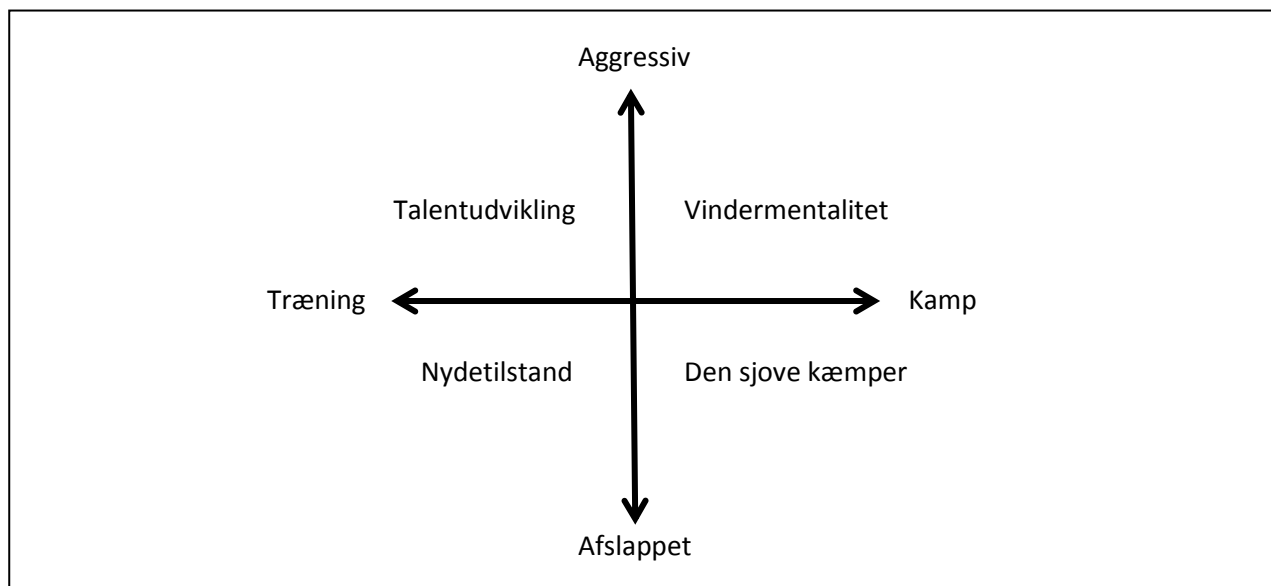 Aggressiv
Talentudvikling Vindermentalitet
Træning Kamp
Nydetilstand Den sjove kæmper
Afslappet